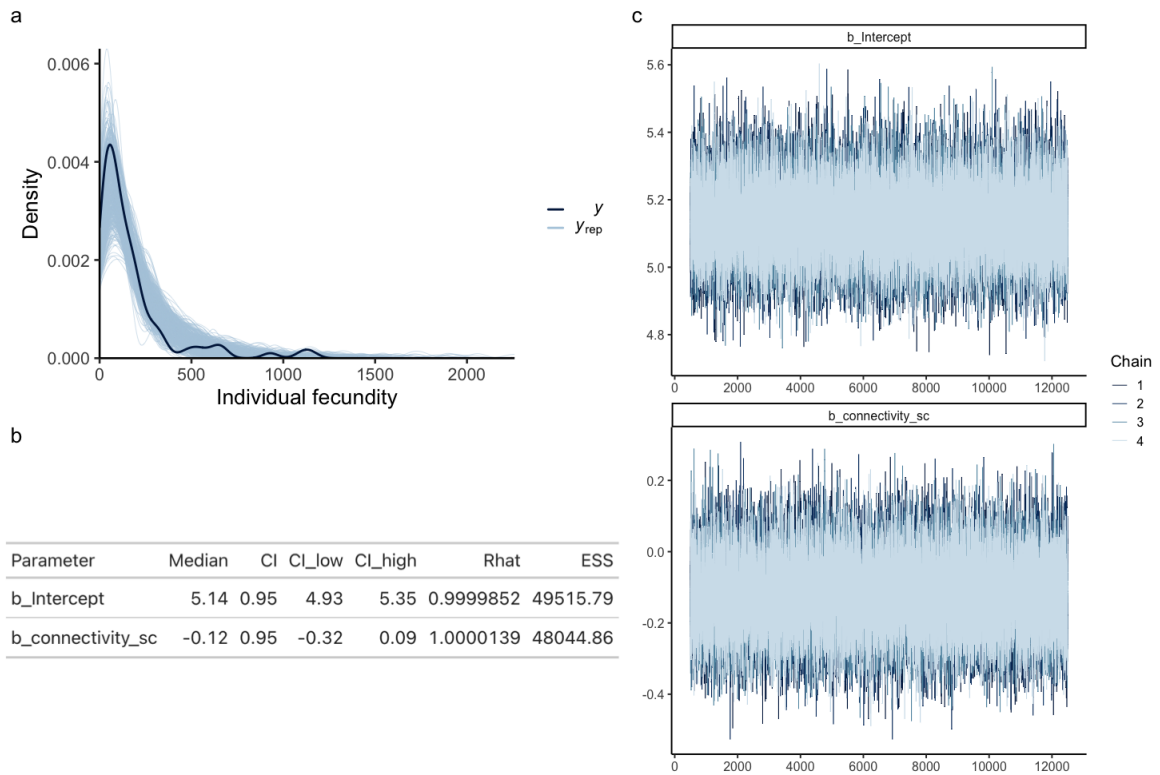 a
0.006
0.004
0.002
0.000
Density
0 500 1000 1500 2000
Individual fecundity
y
yrep
b
Parameter Median CI CI_low CI_high Rhat ESS
b_Intercept 5.14 0.95 4.93 5.35 0.9999852 49515.79
b_connectivity_sc -0.12 0.95 -0.32 0.09 1.0000139 48044.86
c
b_Intercept
5.6
5.4
5.2
5.0
4.8
0 2000 4000 6000 8000 10000 12000
b_connectivity_sc
0.2
0.0
-0.2
-0.4
0 2000 4000 6000 8000 10000 12000
Chain
1
2
3
4